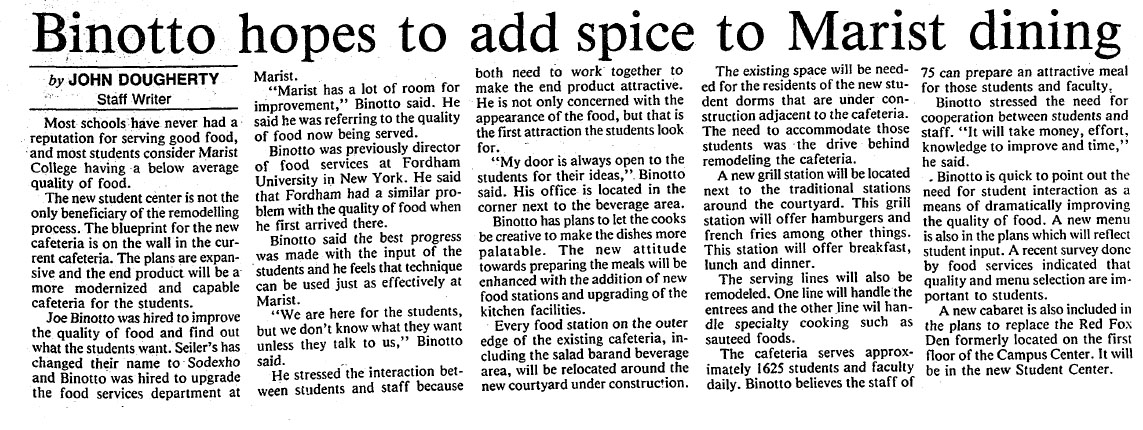 Binotto hopes to add spice to Marist dining
by JOHN DOUGHERTY
Staff Writer
Most schools have never had a
reputation for serving good food,
and most students consider Marist
College having a below average
quality of food.
The new student center is not the
only beneficiary of the remodelling
process. The blueprint for the new
cafeteria is on the wall in the cur-
rent cafeteria. The plans are expan-
sive and the end product will be a
more modernized and capable
cafeteria for the students.
Joe Binotto was hired to improve
the quality of food and find out
what the students want. Seiler's has
changed their name to Sodexho
and Binotto was hired to upgrade
the food services department at
Marist.
"Marist has a lot of room for
improvement," Binotto said. He
said he was referring to the quality
of food now being served.
Binotto was previously director
of food services at Fordham
University in New York. He said
that Fordham had a similar pro-
blem with the quality of food when
he first arrived there.
Binotto said the best progress
was made with the input of the
students and he feels that technique
can be used just as effectively at
Marist.
"We are here for the students,
but we don't know what they want
unless they talk to us," Binotto
said.
He stressed the interaction bet-
ween students and staff because
both need to work together to
make the end product attractive.
He is not only concerned with the
appearance of the food, but that is
the first attraction the students look
for.
"My door is always open to the
students for their ideas," Binotto
said. His office is located in the
corner next to the beverage area.
Binotto has plans to let the cooks
be creative to make the dishes more
palatable. The new attitude
towards preparing the meals will be
enhanced with the addition of new
food stations and upgrading of the
kitchen facilities.
Every food station on the outer
edge of the existing cafeteria, in-
cluding the salad barand beverage
area, will be relocated around the
new courtyard under construction.
The existing space will be need-
ed for the residents of the new stu-
dent dorms that are under con-
struction adjacent to the cafeteria.
The need to accommodate those
students was the drive behind
remodeling the cafeteria.
A new grill station will be located
next to the traditional stations
around the courtyard. This grill
station will offer hamburgers and
french fries among other things.
This station will offer breakfast,
lunch and dinner.
The serving lines will also be
remodeled. One line will handle the
entrees and the other line wil han-
dle specialty cooking such as
sauteed foods.
The cafeteria serves approx-
imately 1625 students and faculty
daily. Binotto believes the staff of
75 can prepare an attractive meal
for those students and faculty.
Binotto stressed the need for
cooperation between students and
staff. "It will take money, effort,
knowledge to improve and time,"
he said.
Binotto is quick to point out the
need for student interaction as a
means of dramatically improving
the quality of food. A new menu
is also in the plans which will reflect
student input. A recent survey done
by food services indicated that
quality and menu selection are im-
portant to students.
A new cabaret is also included in
the plans to replace the Red Fox
Den formerly located on the first
floor of the Campus Center. It will
be in the new Student Center.